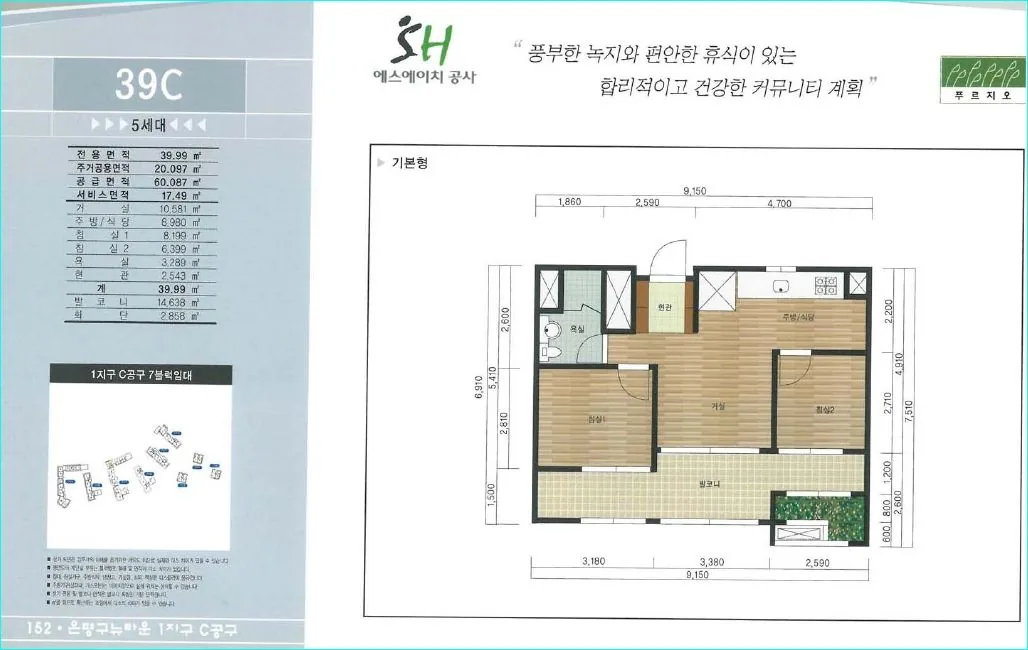 39C
5세대
전용면적 39.99 ㎡
주거공용면적 20.097 ㎡
공급면적 60.087 ㎡
서비스면적 17.49 ㎡
거실 10,581 ㎡
주방/식당 8,980 ㎡
침실1 8,199 ㎡
침실2 6,399 ㎡
욕실 3,289 ㎡
현관 2,543 ㎡
계 39.99 ㎡
발코니 14,638 ㎡
화단 2,856 ㎡
1지구 C공구 7블럭임대
152 • 은평구뉴타운 1지구 C공구
SH
에스에이치 공사
“ 풍부한 녹지와 편안한 휴식이 있는
합리적이고 건강한 커뮤니티 계획 ”
푸르지오
기본형
9,150
1,860 2,590 4,700
현관
욕실
주방/식당
거실
침실1
침실2
발코니
6,910
2,600
5,410
2,810
1,500
2,200
4,910
2,710
7,510
1,200
2,600
800
600
3,180 3,380 2,590
9,150